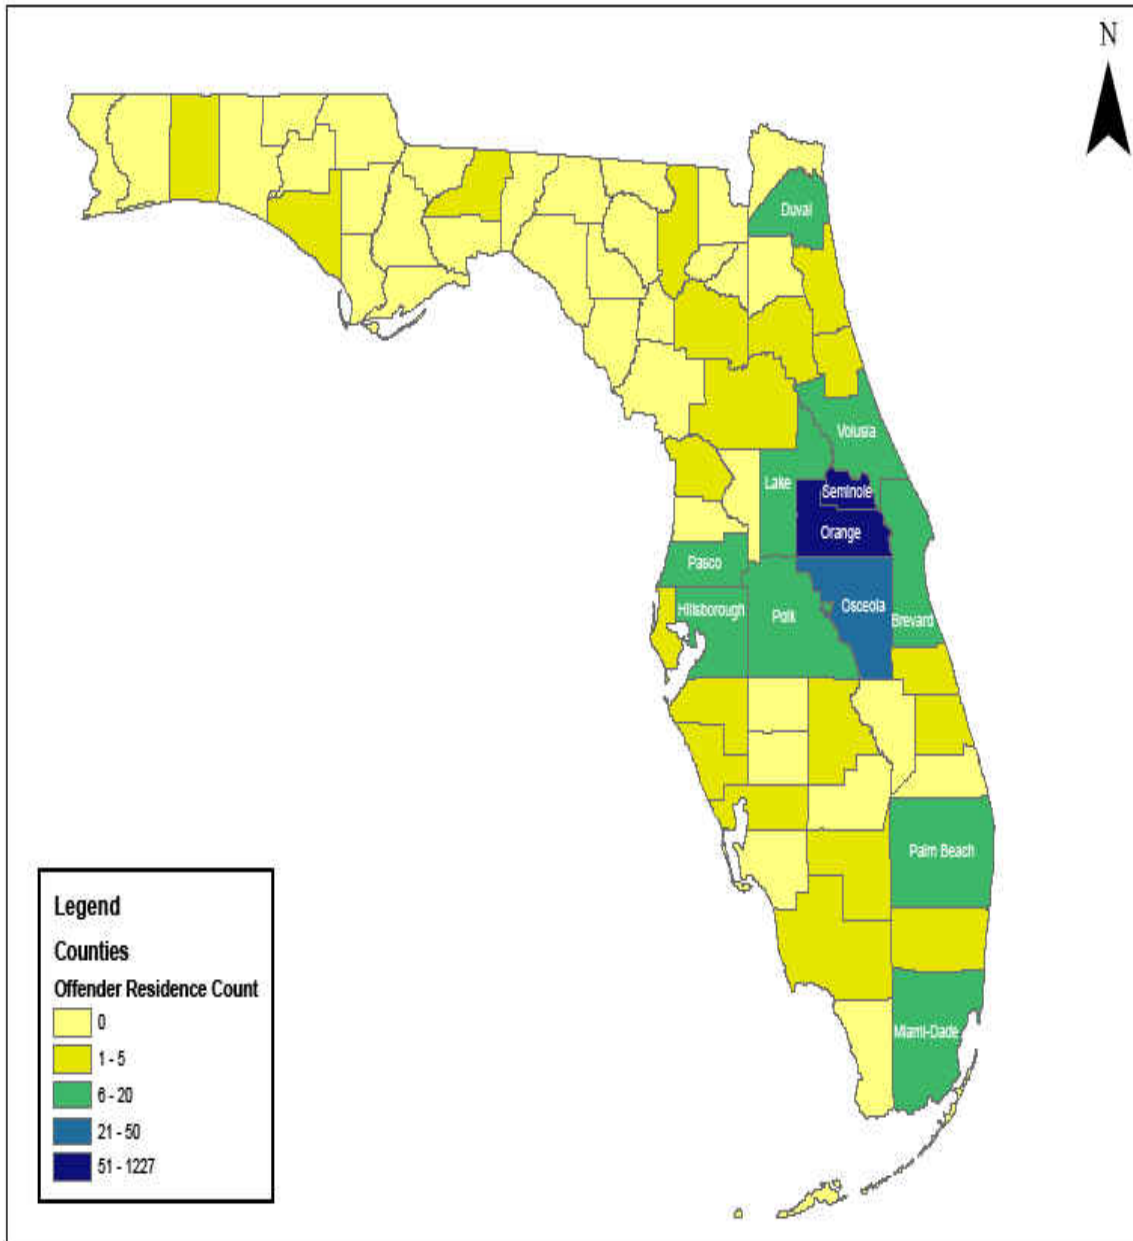 N
Duval
Volusia
Lake
Seminole
Orange
Pasco
Hillsborough
Polk
Osceola
Brevard
Palm Beach
Miami-Dade
Legend
Counties
Offender Residence Count
0
1 - 5
6 - 20
21 - 50
51 - 1227